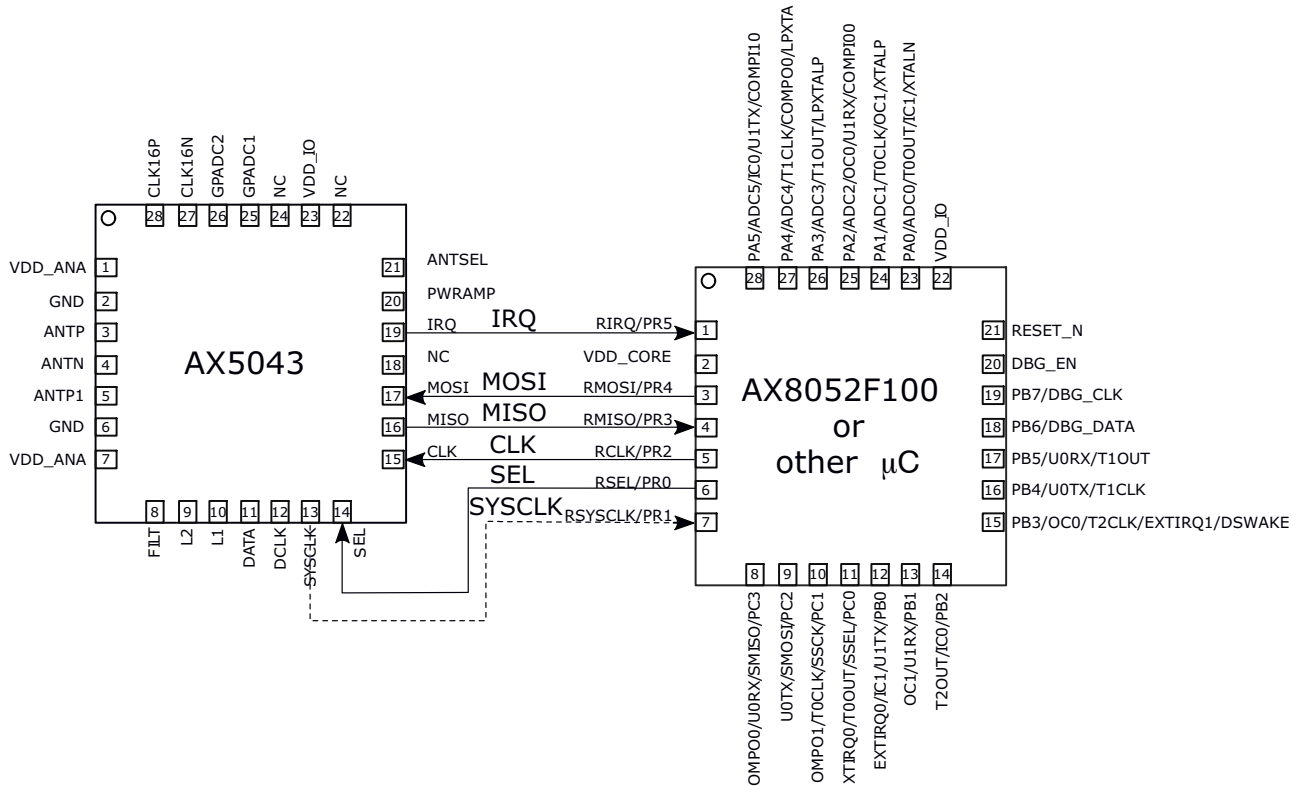 CLK16P
CLK16N
GPADC2
GPADC1
NC
VDD_IO
NC
28
27
26
25
24
23
22
VDD_ANA
1
GND
2
ANTP
3
ANTN
4
ANTP1
5
GND
6
VDD_ANA
7
AX5043
21
ANTSEL
20
PWRAMP
19
IRQ
18
NC
17
MOSI
16
MISO
15
CLK
8
9
10
11
12
13
14
FILT
L2
L1
DATA
DCLK
SYSCLK
SEL
IRQ
MOSI
MISO
CLK
SEL
SYSCLK
RIRQ/PR5
VDD_CORE
RMOSI/PR4
RMISO/PR3
RCLK/PR2
RSEL/PR0
RSYSCLK/PR1
PA5/ADC5/IC0/U1TX/COMPI10
PA4/ADC4/T1CLK/COMPO0/LPXTA
PA3/ADC3/T1OUT/LPXTALP
PA2/ADC2/OC0/U1RX/COMPI00
PA1/ADC1/T0CLK/OC1/XTALP
PA0/ADC0/T0OUT/IC1/XTALN
VDD_IO
28
27
26
25
24
23
22
1
2
3
4
5
6
7
AX8052F100
or
other μC
21
RESET_N
20
DBG_EN
19
PB7/DBG_CLK
18
PB6/DBG_DATA
17
PB5/U0RX/T1OUT
16
PB4/U0TX/T1CLK
15
PB3/OC0/T2CLK/EXTIRQ1/DSWAKE
8
9
10
11
12
13
14
OMPO0/U0RX/SMISO/PC3
U0TX/SMOSI/PC2
OMPO1/T0CLK/SSCK/PC1
XTIRQ0/T0OUT/SSEL/PC0
EXTIRQ0/IC1/U1TX/PB0
OC1/U1RX/PB1
T2OUT/IC0/PB2